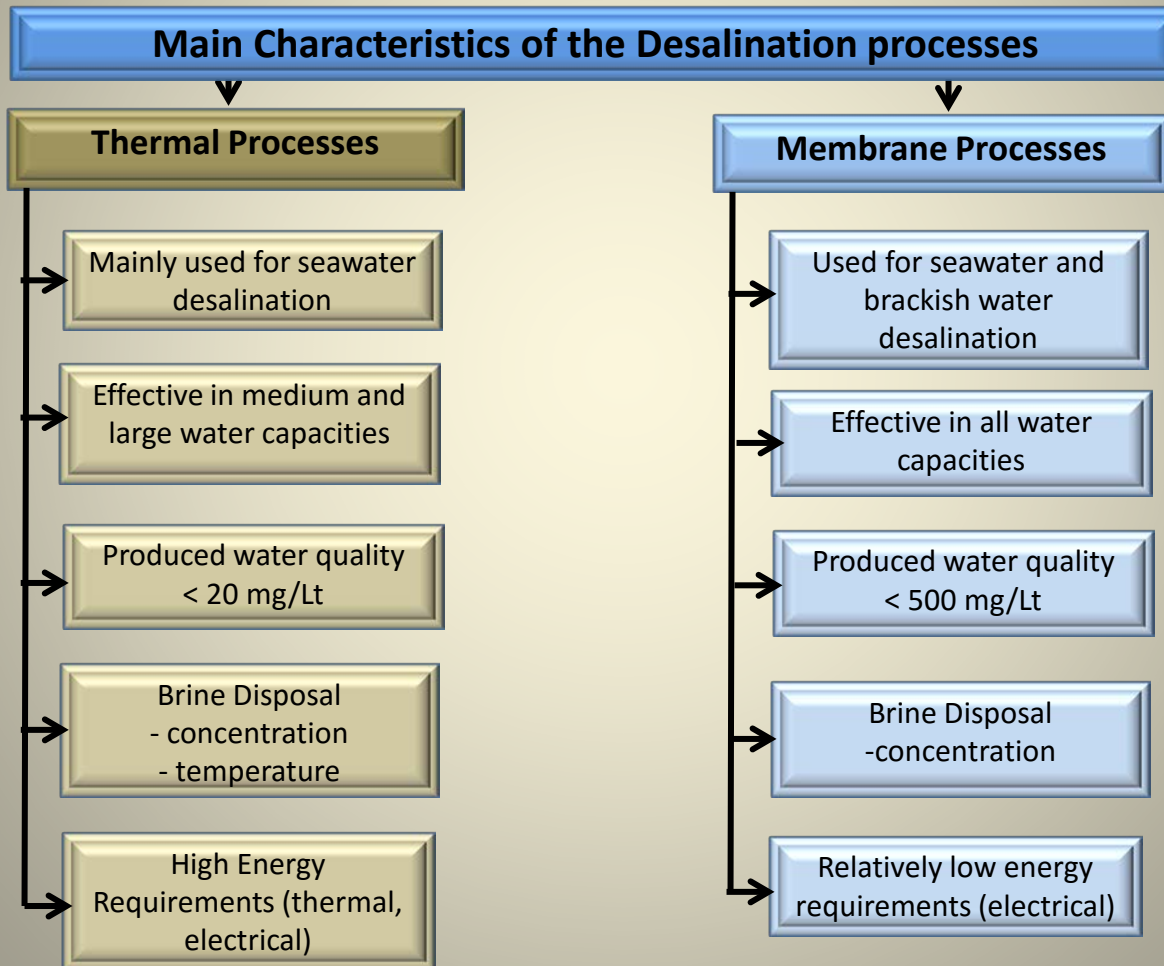 Main Characteristics of the Desalination processes
Thermal Processes
Mainly used for seawater
desalination
Effective in medium and
large water capacities
Produced water quality
< 20 mg/Lt
Brine Disposal
- concentration
- temperature
High Energy
Requirements (thermal,
electrical)
Membrane Processes
Used for seawater and
brackish water
desalination
Effective in all water
capacities
Produced water quality
< 500 mg/Lt
Brine Disposal
-concentration
Relatively low energy
requirements (electrical)